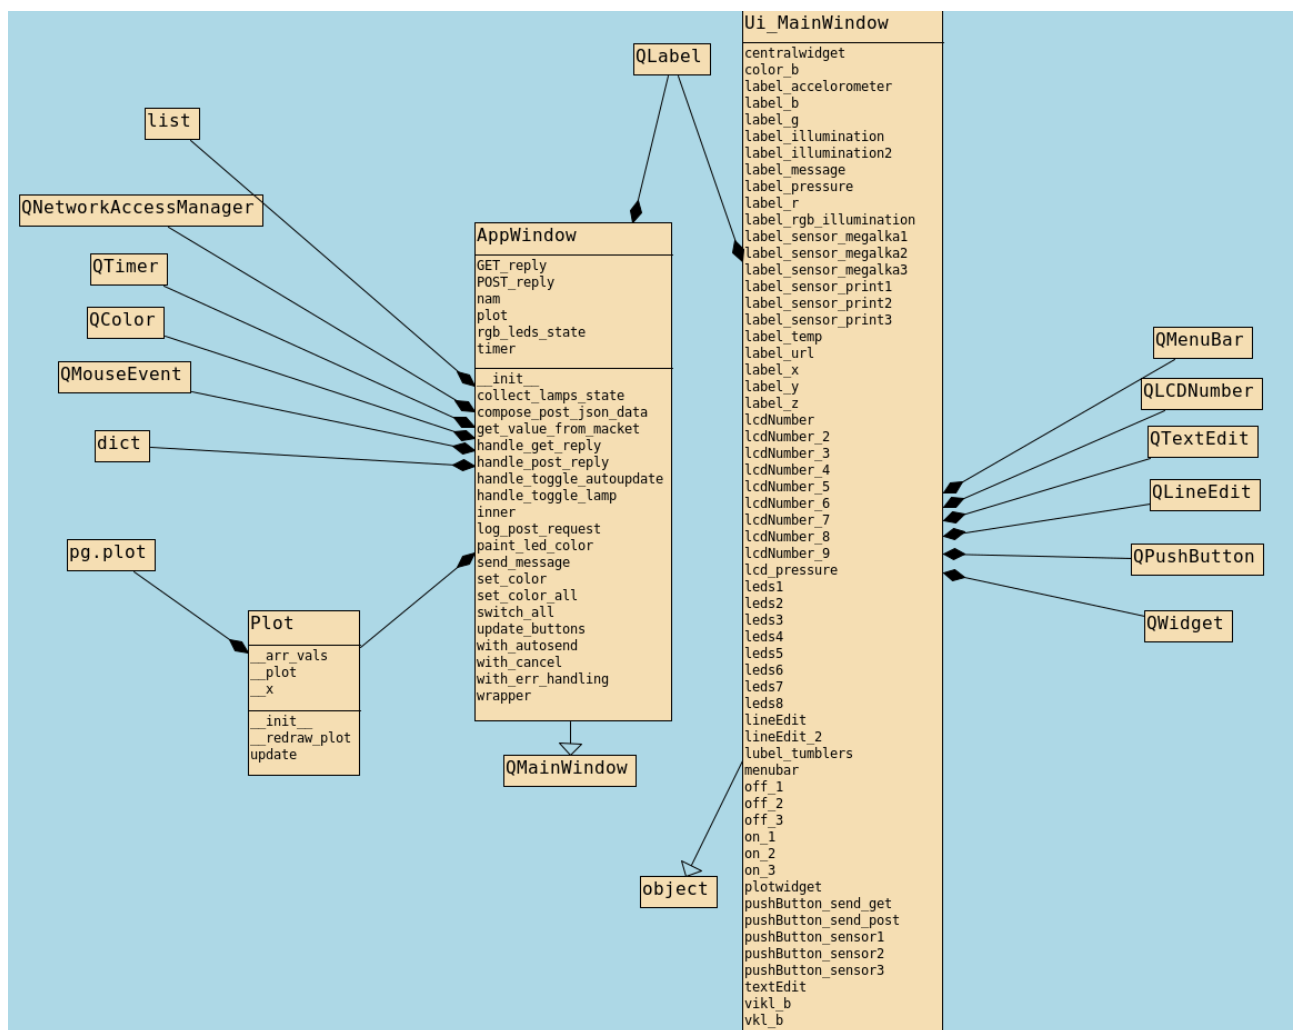 list
QNetworkAccessManager
QTimer
QColor
QMouseEvent
dict
pg.plot
Plot
__arr_vals
__plot
__x
__init__
__redraw_plot
update
AppWindow
GET_reply
POST_reply
nam
plot
rgb_leds_state
timer
__init__
collect_lamps_state
compose_post_json_data
get_value_from_macket
handle_get_reply
handle_post_reply
handle_toggle_autoupdate
handle_toggle_lamp
inner
log_post_request
paint_led_color
send_message
set_color
set_color_all
switch_all
update_buttons
with_autosend
with_cancel
with_err_handling
wrapper
QMainWindow
QLabel
object
Ui_MainWindow
centralwidget
color_b
label_accelorometer
label_b
label_g
label_illumination
label_illumination2
label_message
label_pressure
label_r
label_rgb_illumination
label_sensor_megalka1
label_sensor_megalka2
label_sensor_megalka3
label_sensor_print1
label_sensor_print2
label_sensor_print3
label_temp
label_url
label_x
label_y
label_z
lcdNumber
lcdNumber_2
lcdNumber_3
lcdNumber_4
lcdNumber_5
lcdNumber_6
lcdNumber_7
lcdNumber_8
lcdNumber_9
lcd_pressure
leds1
leds2
leds3
leds4
leds5
leds6
leds7
leds8
lineEdit
lineEdit_2
lubel_tumblers
menubar
off_1
off_2
off_3
on_1
on_2
on_3
plotwidget
pushButton_send_get
pushButton_send_post
pushButton_sensor1
pushButton_sensor2
pushButton_sensor3
textEdit
vikl_b
vkl_b
QMenuBar
QLCDNumber
QTextEdit
QLineEdit
QPushButton
QWidget